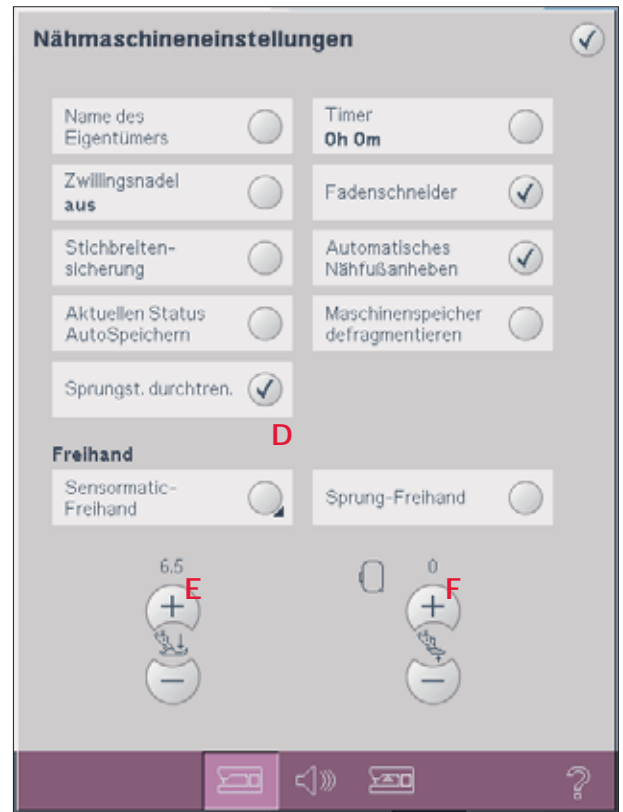 Nähmaschineneinstellungen
Name des
Eigentümers
Timer
0h 0m
Zwillingsnadel
aus
Fadenschneider
Stichbreiten-
sicherung
Automatisches
Nähfußanheben
Aktuellen Status
AutoSpeichern
Maschinenspeicher
defragmentieren
Sprungst. durchtren.
D
Freihand
Sensormatic-
Freihand
Sprung-Freihand
6.5
E
0
F
+
+
−
−
?